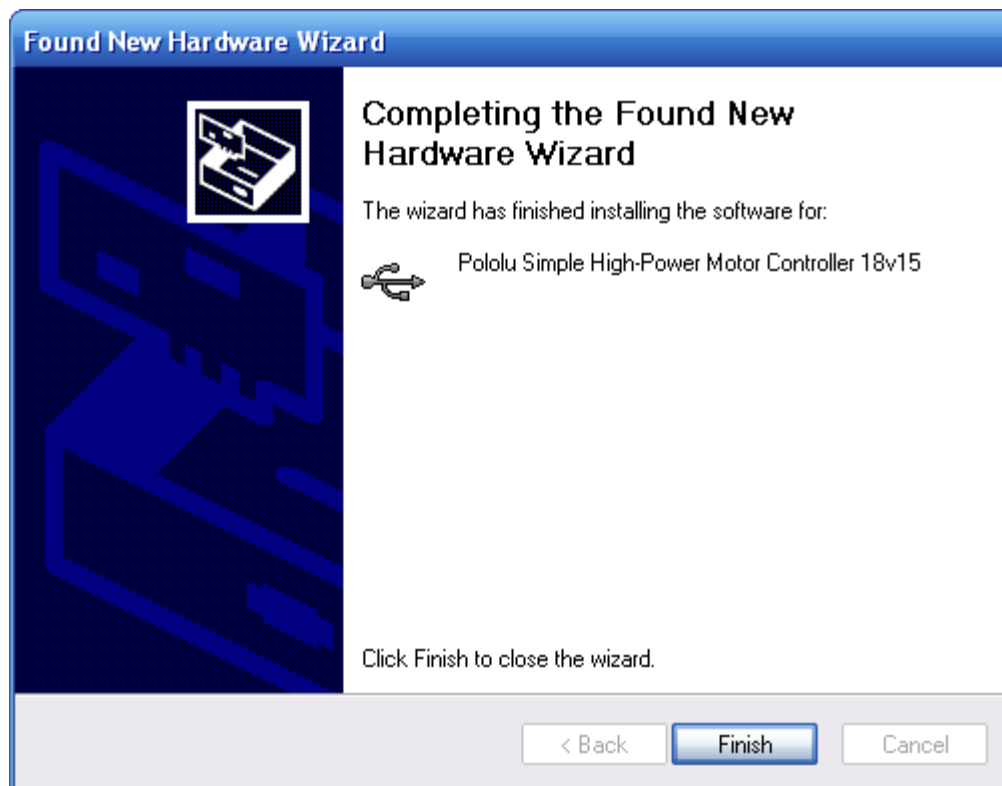 Found New Hardware Wizard
Completing the Found New
Hardware Wizard
The wizard has finished installing the software for:
Pololu Simple High-Power Motor Controller 18v15
Click Finish to close the wizard.
< Back
Finish
Cancel